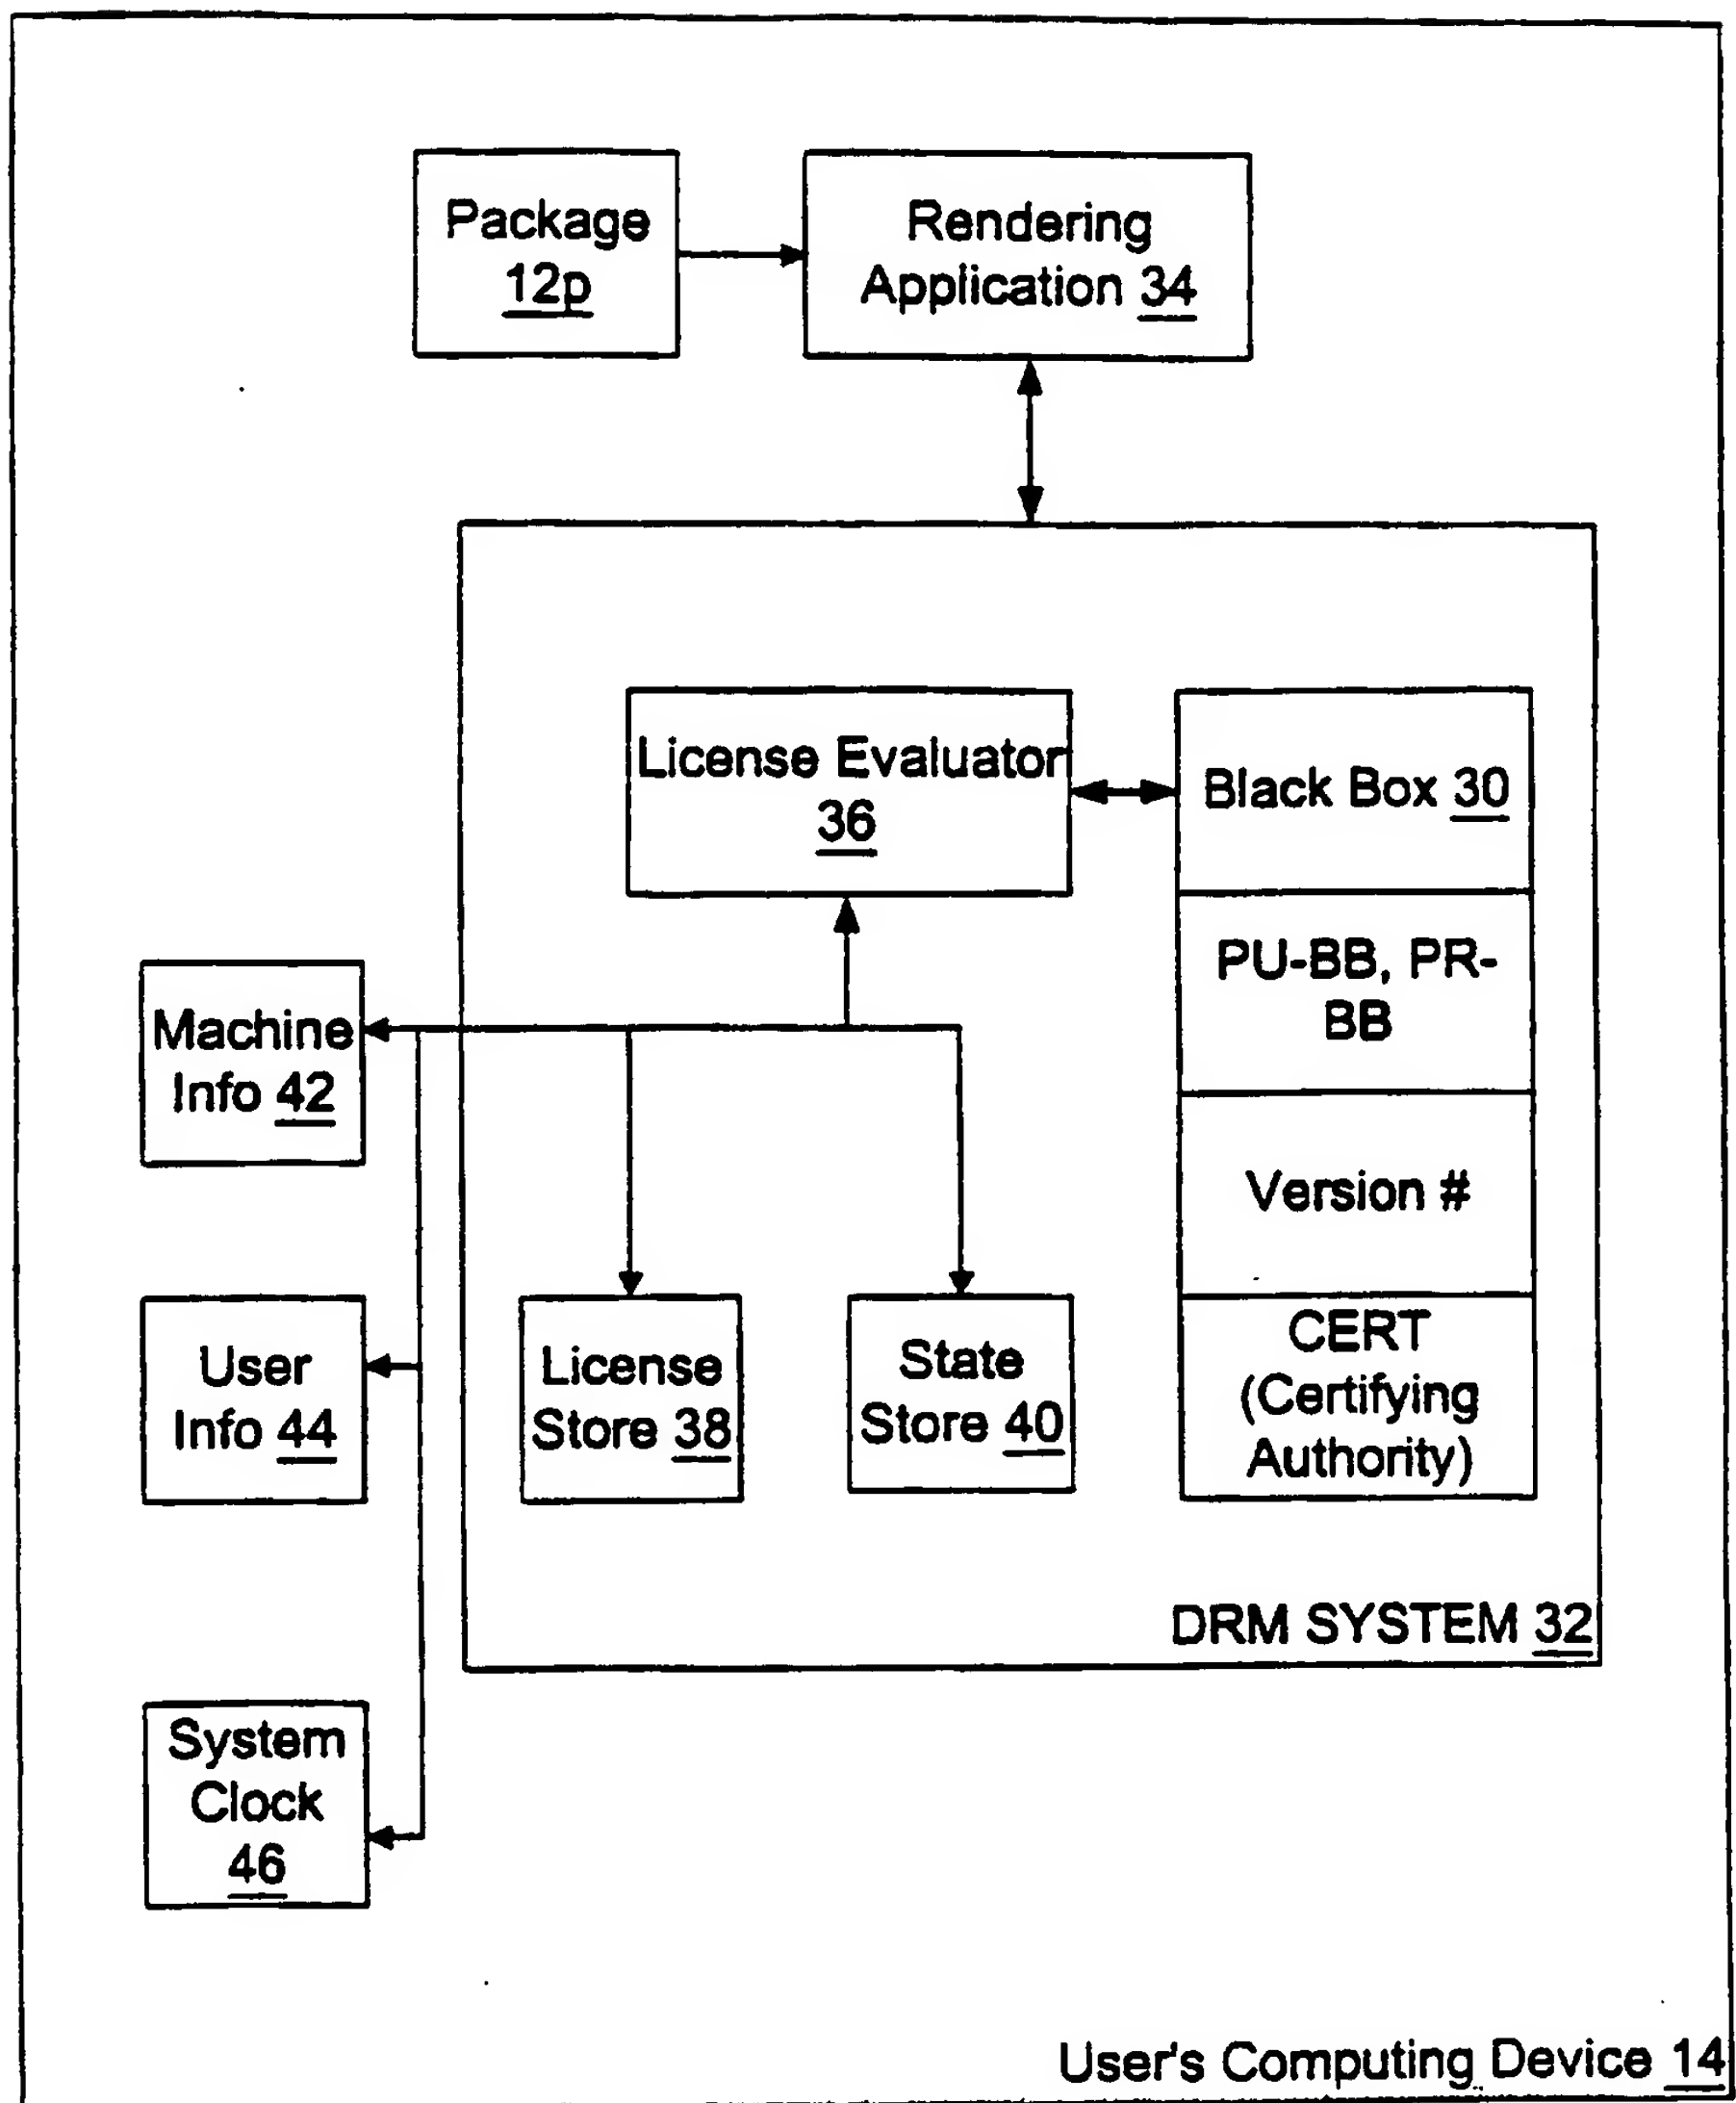 Package
12p
Rendering
Application 34
License Evaluator
36
Black Box 30
PU-BB, PR-
BB
Version #
CERT
(Certifying
Authority)
Machine
Info 42
User
Info 44
System
Clock
46
License
Store 38
State
Store 40
DRM SYSTEM 32
User's Computing Device 14